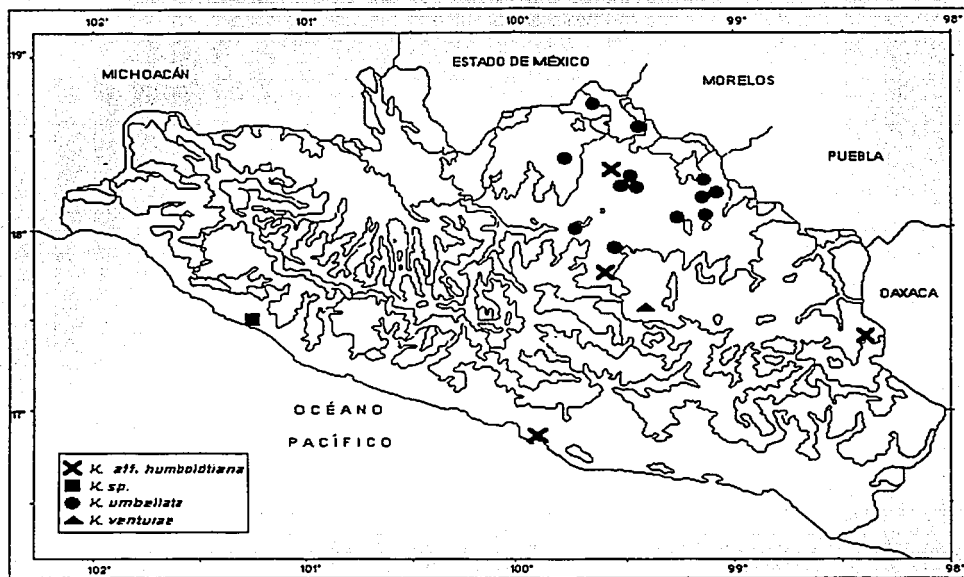 102° 101° 100° 99° 98°
19°
MICHOACÁN
ESTADO DE MÉXICO
MORELOS
PUEBLA
18°
OAXACA
17°
OCÉANO
PACÍFICO
K. aff. humboldtiana
K. sp.
K. umbellata
K. venturae
102° 101° 100° 99° 98°